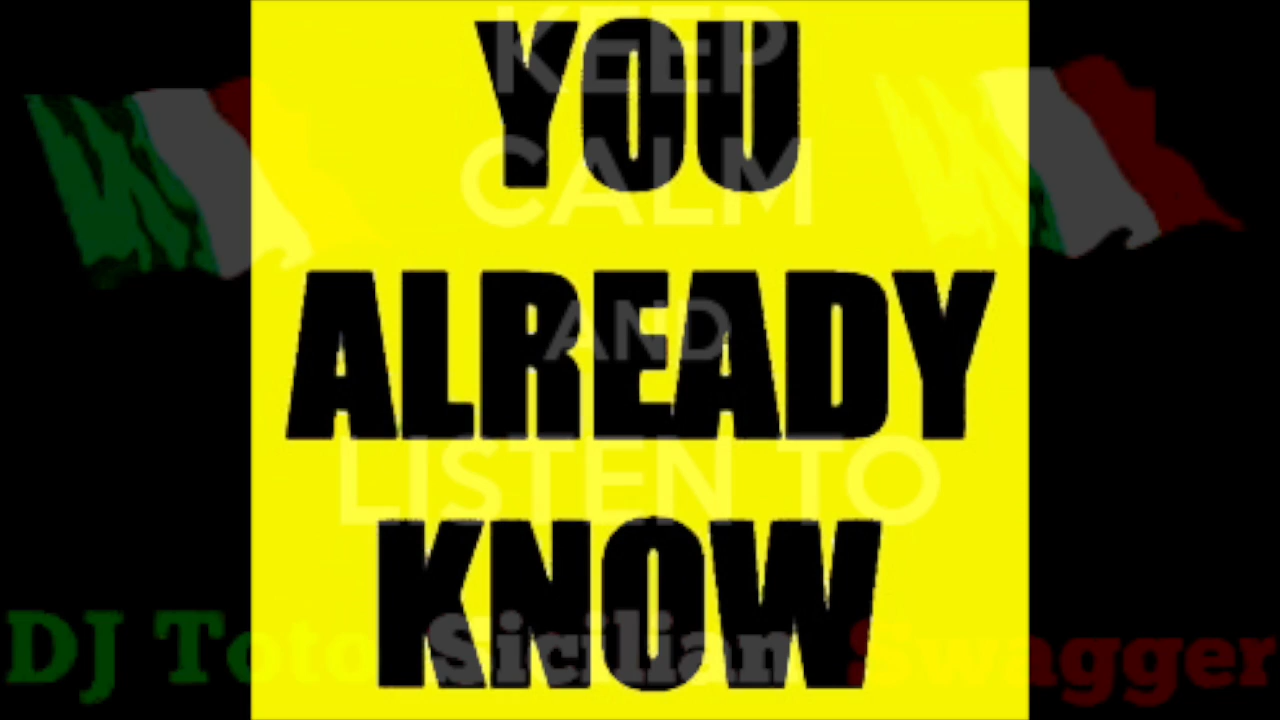 KEEP
YOU
CALM
ALREADY
AND
LISTEN TO
KNOW
DJ Toto Sicilian Swagger